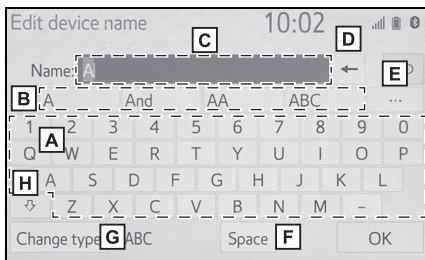 Edit device name 10:02
C D
Name: A ← E
B A And AA ABC ...
A
1 2 3 4 5 6 7 8 9 0
Q W E R T Y U I O P
H A S D F G H J K L
Z X C V B N M -
Change type G ABC Space F OK